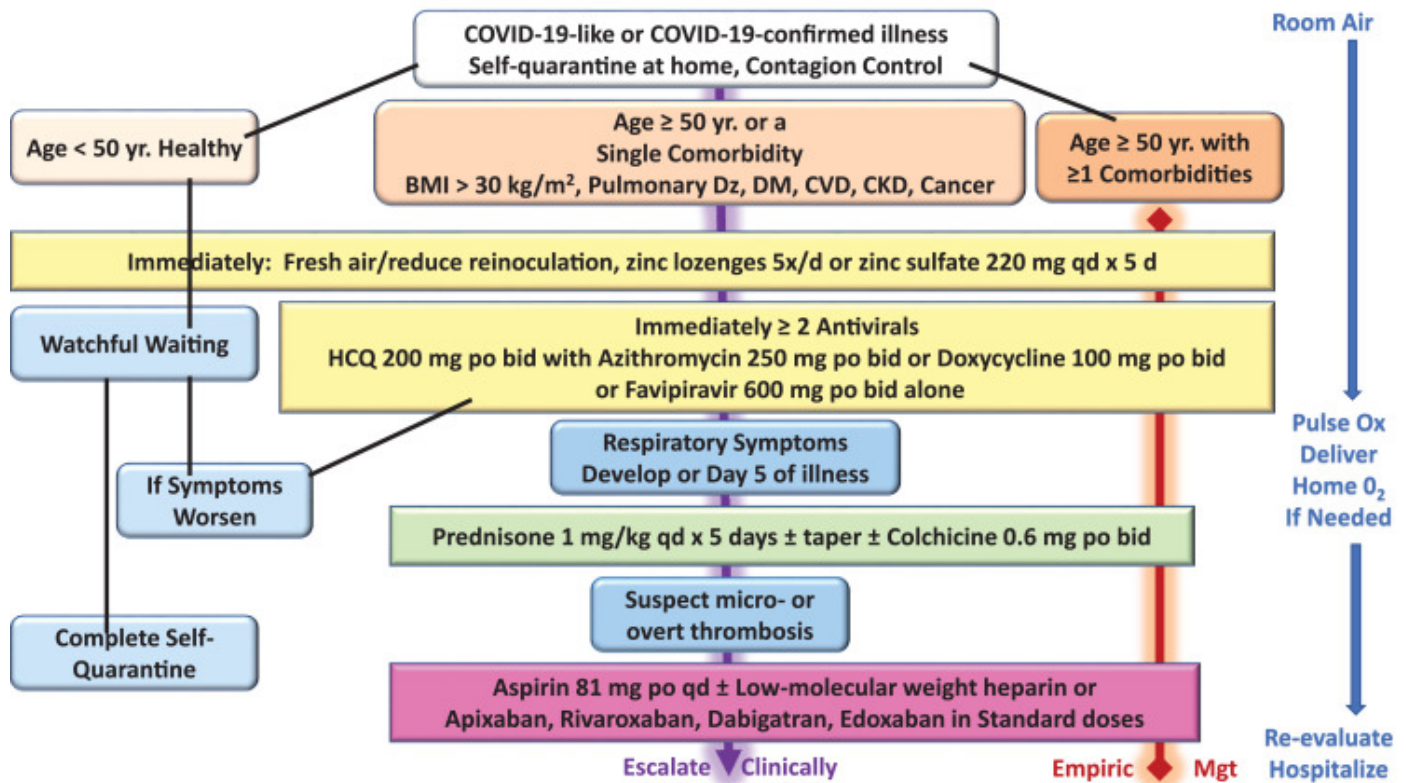 COVID-19-like or COVID-19-confirmed illness
Self-quarantine at home, Contagion Control
Room Air
Age < 50 yr. Healthy
Age ≥ 50 yr. or a
Single Comorbidity
BMI > 30 kg/m², Pulmonary Dz, DM, CVD, CKD, Cancer
Age ≥ 50 yr. with
≥1 Comorbidities
Immediately: Fresh air/reduce reinoculation, zinc lozenges 5x/d or zinc sulfate 220 mg qd x 5 d
Watchful Waiting
Immediately ≥ 2 Antivirals
HCQ 200 mg po bid with Azithromycin 250 mg po bid or Doxycycline 100 mg po bid
or Favipiravir 600 mg po bid alone
Respiratory Symptoms
Develop or Day 5 of illness
Pulse Ox
Deliver
Home 0₂
If Needed
If Symptoms
Worsen
Prednisone 1 mg/kg qd x 5 days ± taper ± Colchicine 0.6 mg po bid
Suspect micro- or
overt thrombosis
Complete Self-
Quarantine
Aspirin 81 mg po qd ± Low-molecular weight heparin or
Apixaban, Rivaroxaban, Dabigatran, Edoxaban in Standard doses
Escalate Clinically
Empiric Mgt
Re-evaluate
Hospitalize